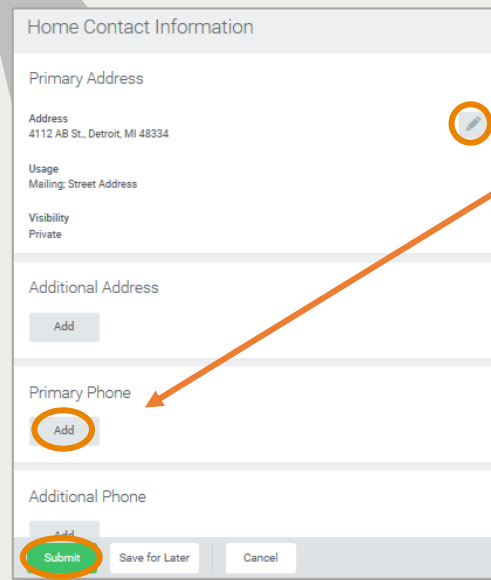 Home Contact Information
Primary Address
Address
4112 AB St., Detroit, MI 48334
Usage
Mailing; Street Address
Visibility
Private
Additional Address
Add
Primary Phone
Add
Additional Phone
Add
Submit
Save for Later
Cancel